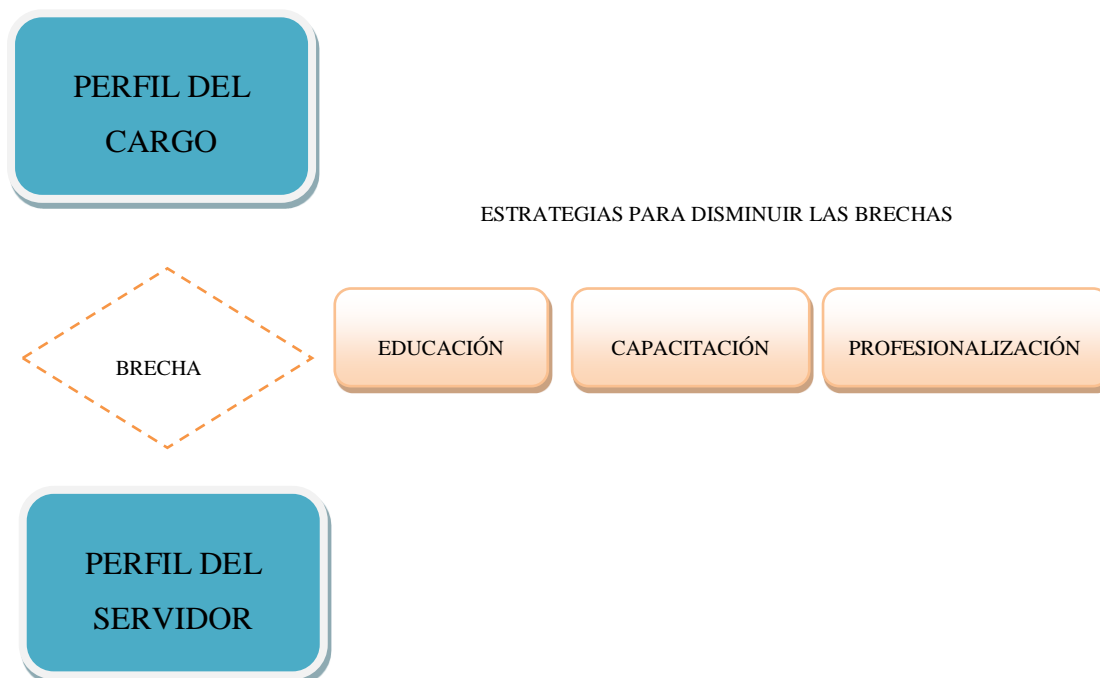 PERFIL DEL
CARGO
ESTRATEGIAS PARA DISMINUIR LAS BRECHAS
BRECHA
EDUCACIÓN
CAPACITACIÓN
PROFESIONALIZACIÓN
PERFIL DEL
SERVIDOR